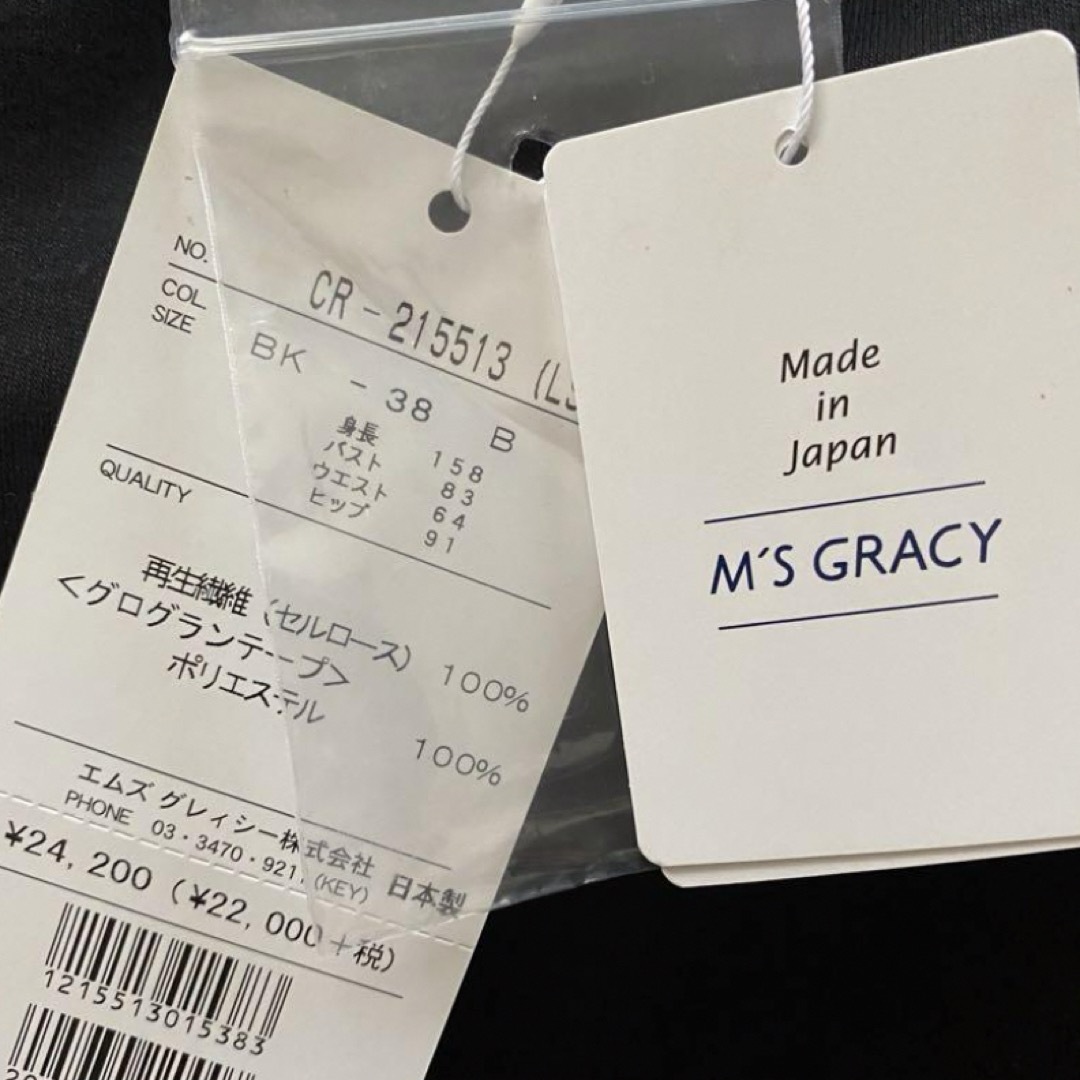 NO. CR-215513
COL BK - 38 B
SIZE
身長 158
バスト 83
ウエスト 64
ヒップ 91
QUALITY
再生繊維(セルロース) 100%
<グログランテープ>
ポリエステル 100%
エムズ グレィシー株式会社 日本製
PHONE 03・3470・921 (KEY)
¥24,200 (¥22,000+税)
1215513015383
Made
in
Japan
M'S GRACY